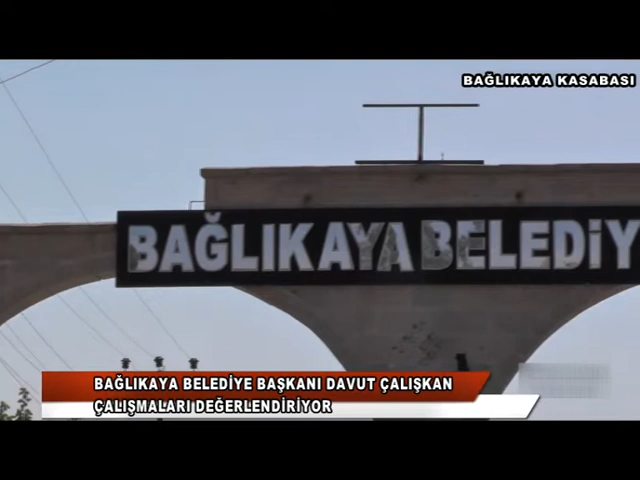 BAĞLIKAYA KASABASI
BAĞLIKAYA BELEDİY
BAĞLIKAYA BELEDİYE BAŞKANI DAVUT ÇALIŞKAN
ÇALIŞMALARI DEĞERLENDİRİYOR